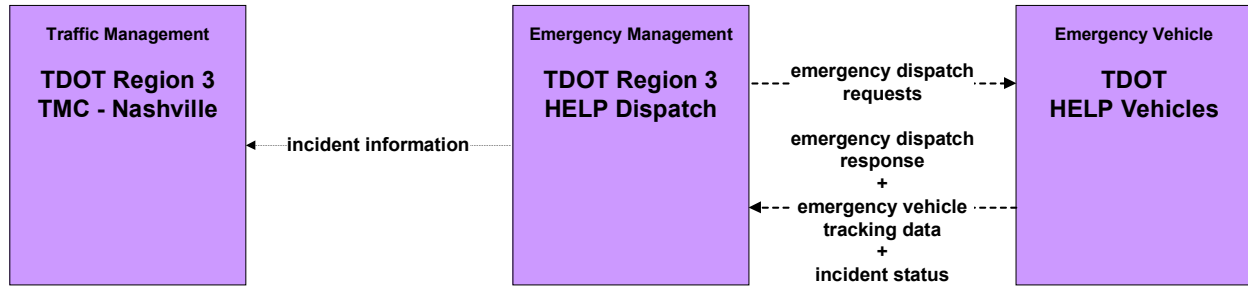 Traffic Management
TDOT Region 3
TMC - Nashville
incident information
Emergency Management
TDOT Region 3
HELP Dispatch
emergency dispatch
requests
emergency dispatch
response
+
emergency vehicle
tracking data
+
incident status
Emergency Vehicle
TDOT
HELP Vehicles